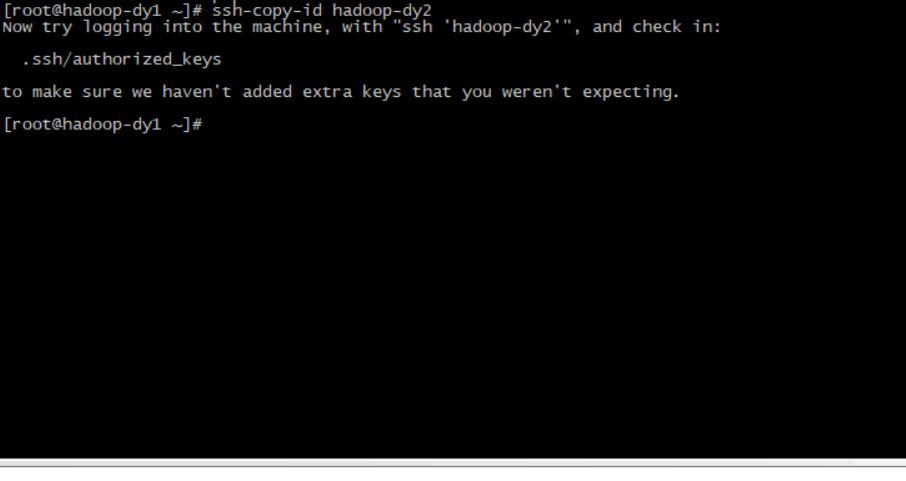 [root@hadoop-dy1 ~]# ssh-copy-id hadoop-dy2
Now try logging into the machine, with "ssh 'hadoop-dy2'", and check in:
.ssh/authorized_keys
to make sure we haven't added extra keys that you weren't expecting.
[root@hadoop-dy1 ~]#